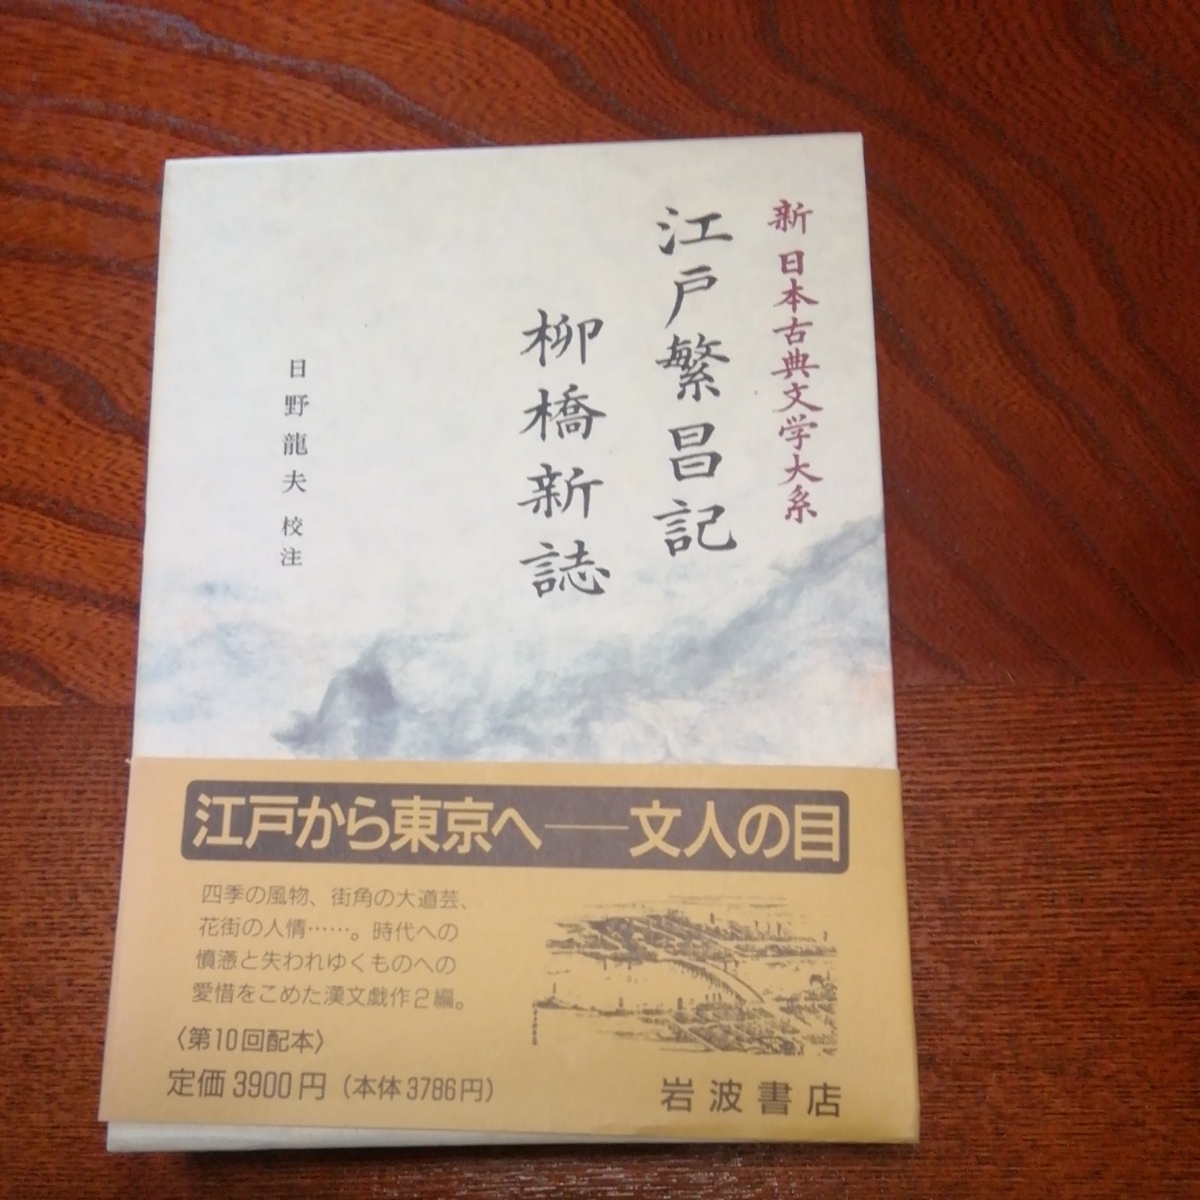 新 日本古典文学大系
江戸繁昌記
柳橋新誌
日野龍夫 校注
江戸から東京へ──文人の目
四季の風物、街角の大道芸、
花街の人情……。時代への
憤懣と失われゆくものへの
愛惜をこめた漢文戯作2編。
〈第10回配本〉
定価3900円（本体3786円）
岩波書店